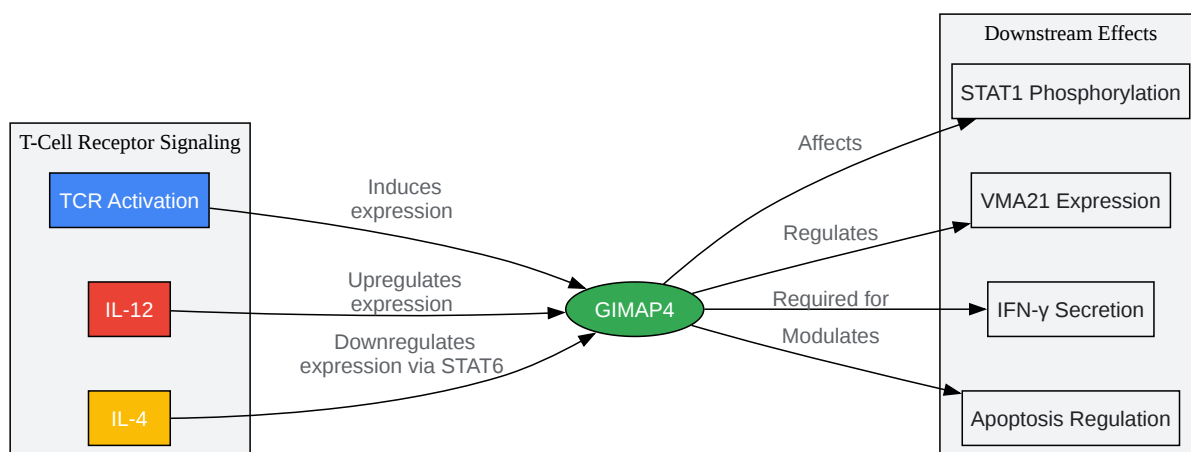 T-Cell Receptor Signaling
TCR Activation
IL-12
IL-4
Induces
expression
Upregulates
expression
Downregulates
expression via STAT6
GIMAP4
Affects
Regulates
Required for
Modulates
Downstream Effects
STAT1 Phosphorylation
VMA21 Expression
IFN-γ Secretion
Apoptosis Regulation